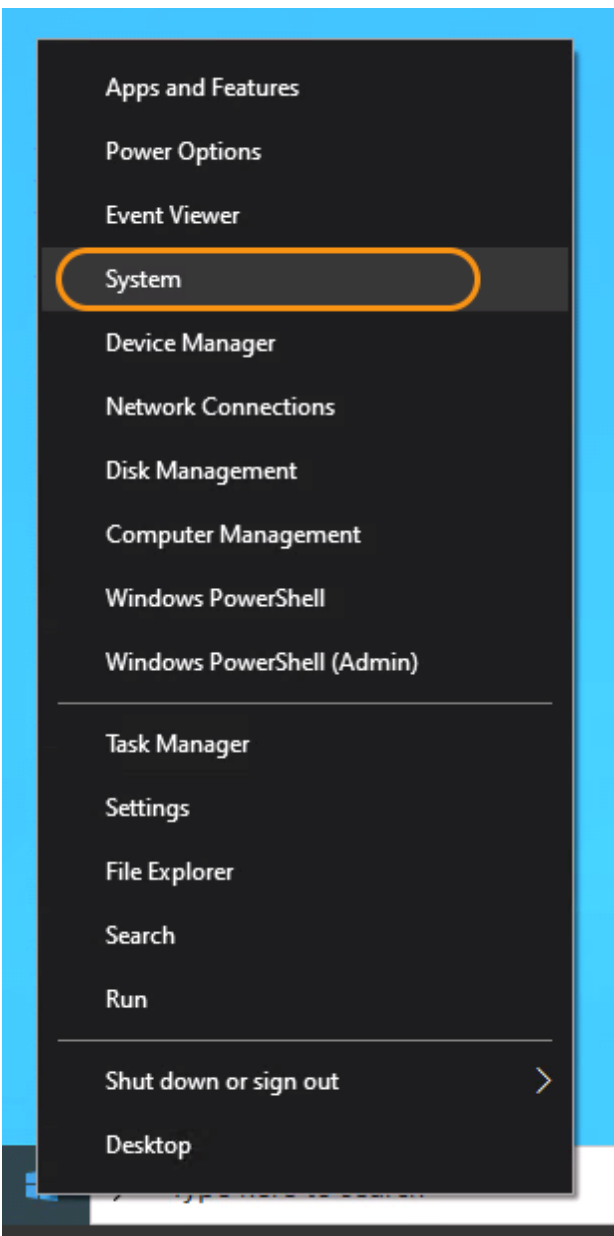 Apps and Features
Power Options
Event Viewer
System
Device Manager
Network Connections
Disk Management
Computer Management
Windows PowerShell
Windows PowerShell (Admin)
Task Manager
Settings
File Explorer
Search
Run
Shut down or sign out
Desktop